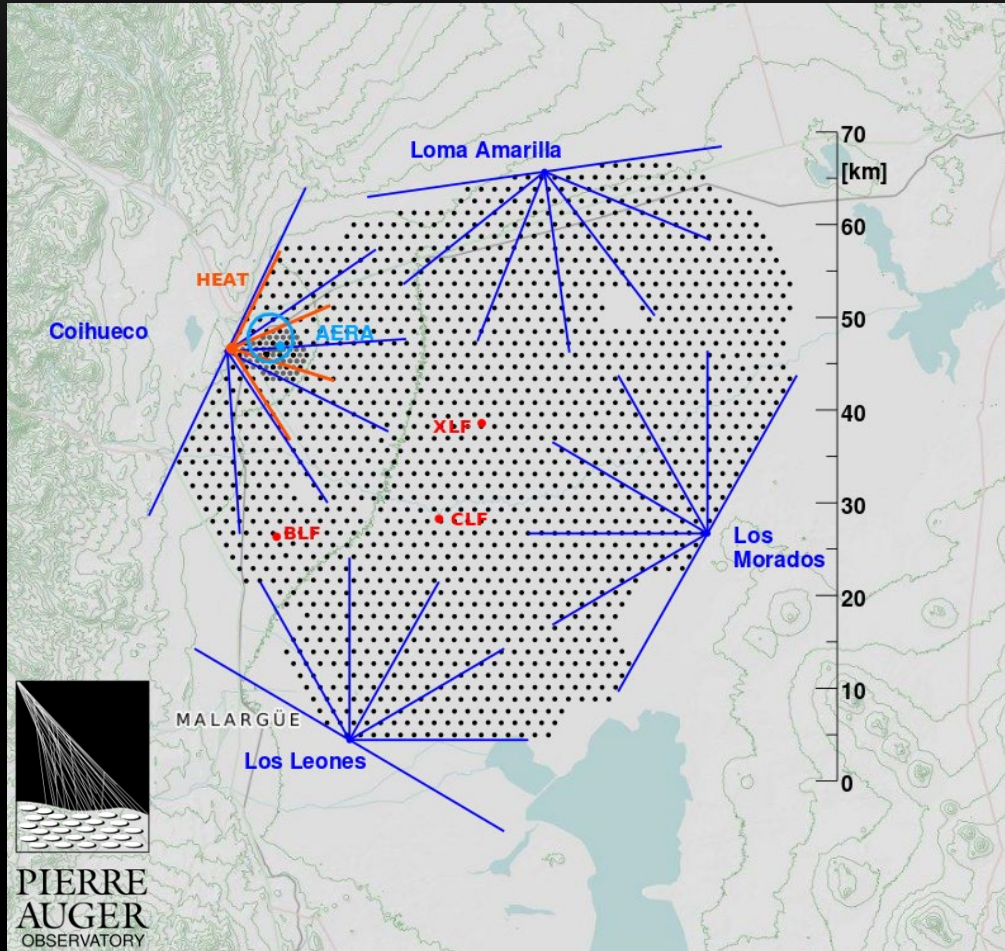 70
Loma Amarilla
[km]
60
HEAT
50
Coihueco
AERA
40
XLF
30
CLF
BLF
Los
Morados
20
10
MALARGÜE
Los Leones
0
PIERRE
AUGER
OBSERVATORY